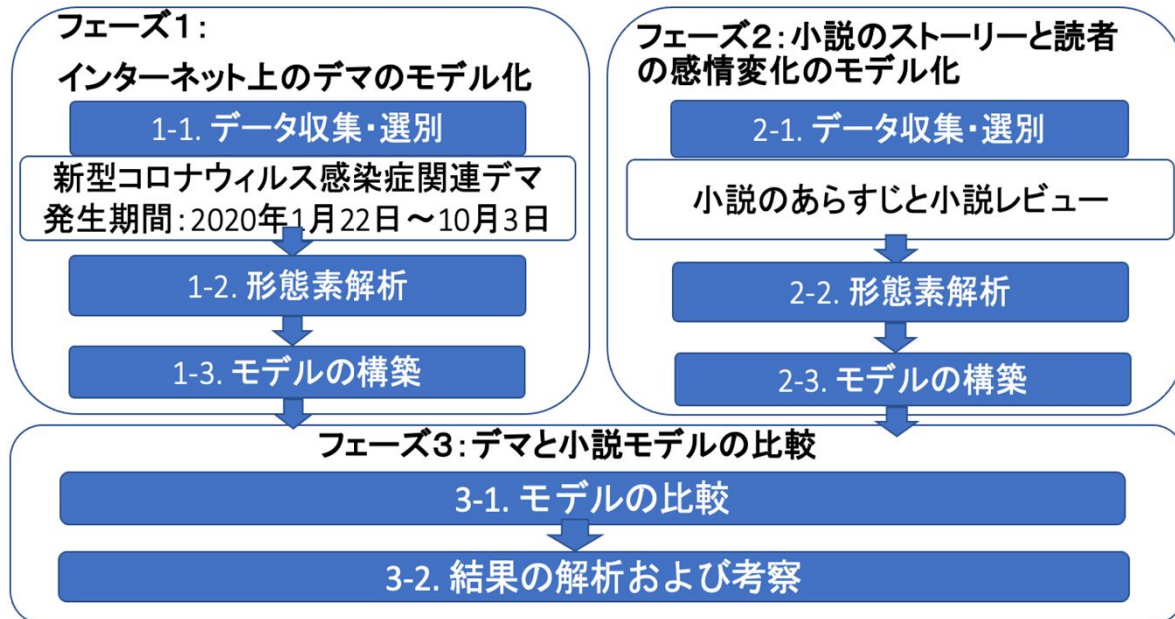 フェーズ１：
インターネット上のデマのモデル化
1-1. データ収集・選別
新型コロナウィルス感染症関連デマ
発生期間：2020年1月22日～10月3日
1-2. 形態素解析
1-3. モデルの構築
フェーズ２：小説のストーリーと読者
の感情変化のモデル化
2-1. データ収集・選別
小説のあらすじと小説レビュー
2-2. 形態素解析
2-3. モデルの構築
フェーズ３：デマと小説モデルの比較
3-1. モデルの比較
3-2. 結果の解析および考察